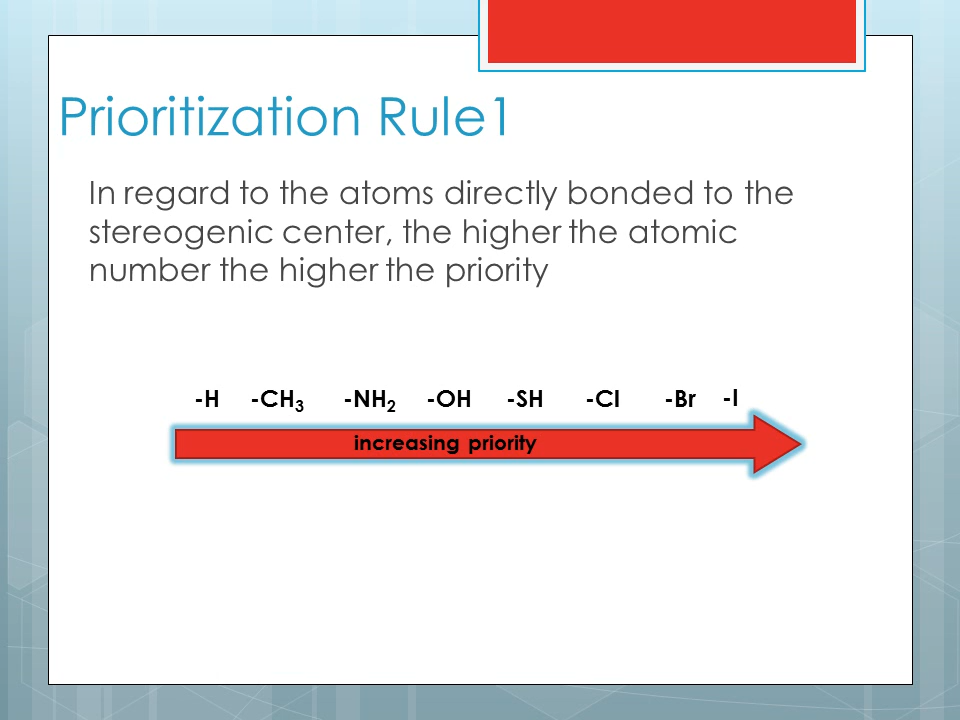 Prioritization Rule1
In regard to the atoms directly bonded to the
stereogenic center, the higher the atomic
number the higher the priority
-H -CH3 -NH2 -OH -SH -Cl -Br -I
increasing priority